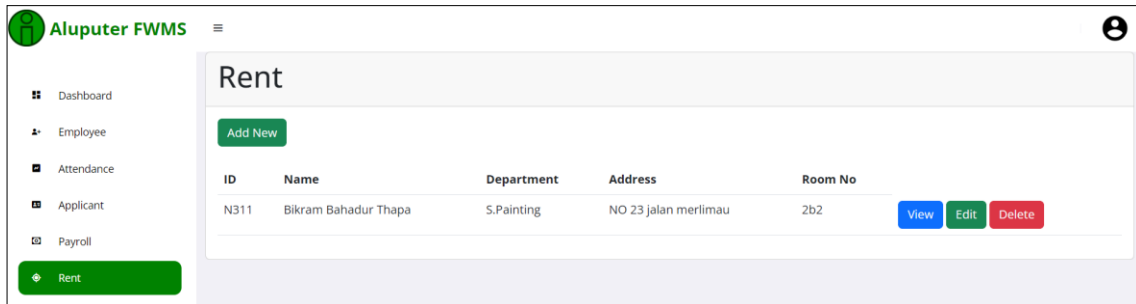 Aluputer FWMS
Rent
Dashboard
Employee
Attendance
Applicant
Payroll
Rent
Add New
ID Name Department Address Room No
N311 Bikram Bahadur Thapa S.Painting NO 23 jalan merlimau 2b2 View Edit Delete